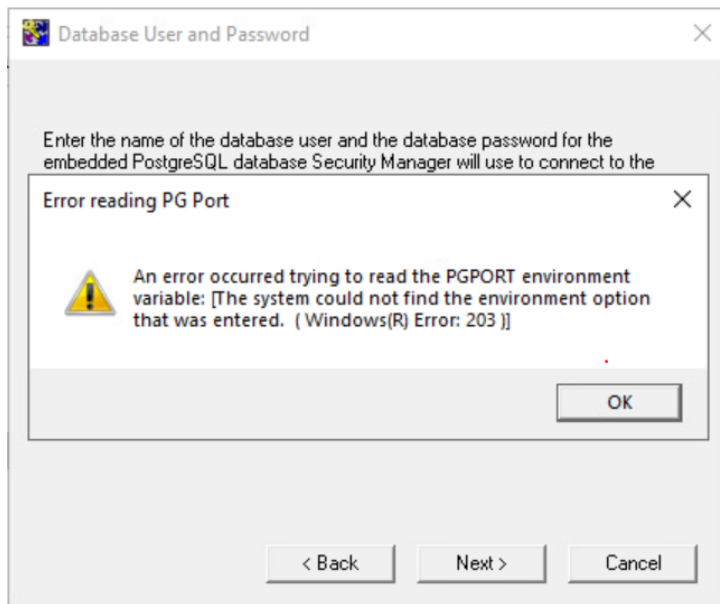 Database User and Password
Enter the name of the database user and the database password for the
embedded PostgreSQL database Security Manager will use to connect to the
Error reading PG Port
An error occurred trying to read the PGPORT environment
variable: [The system could not find the environment option
that was entered.  ( Windows(R) Error: 203 )]
OK
< Back
Next >
Cancel